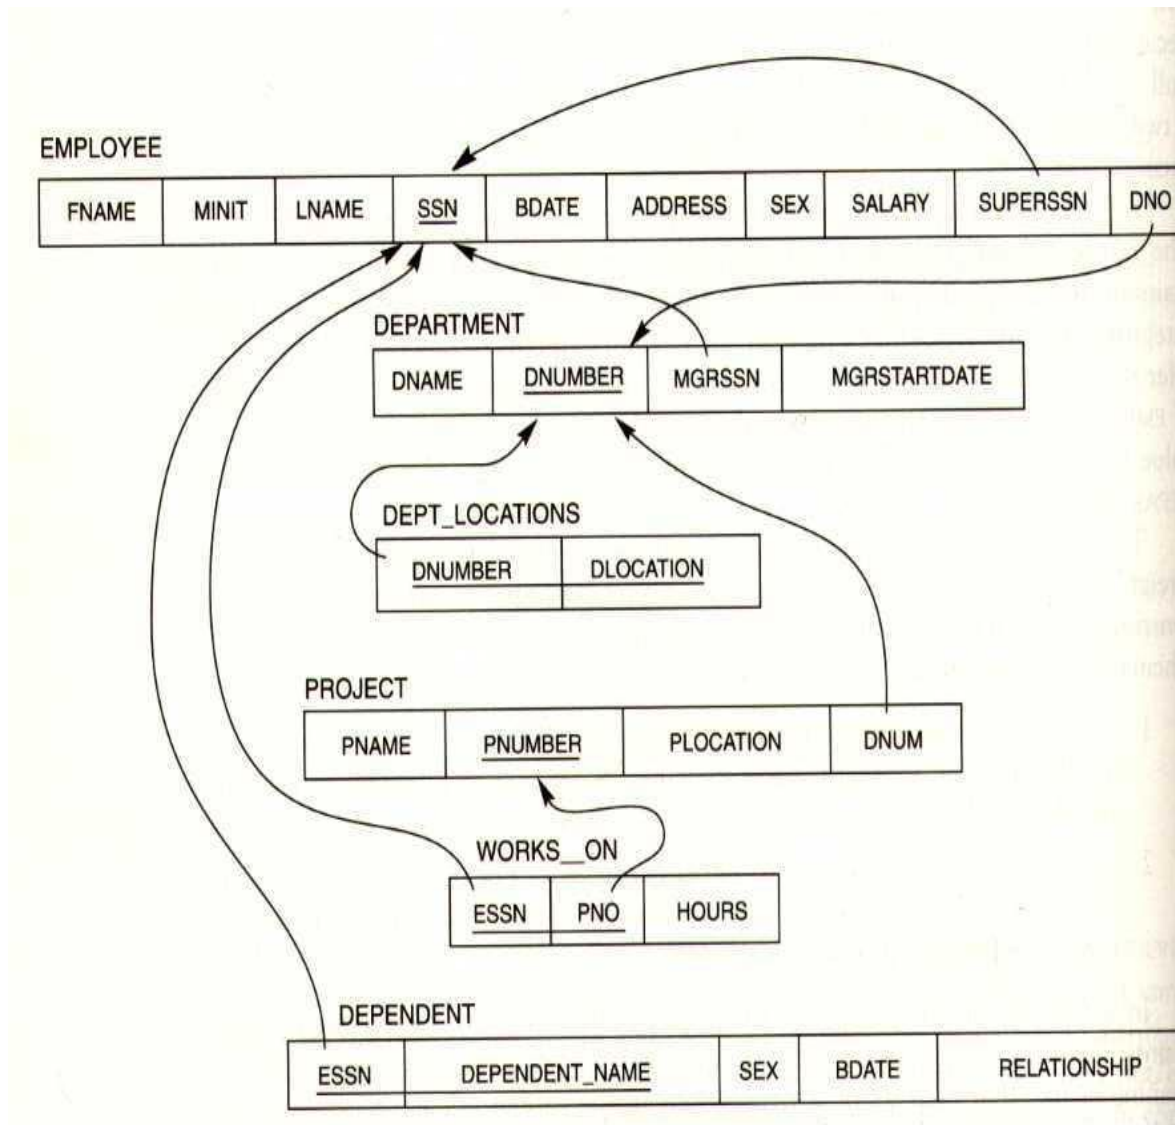 EMPLOYEE
FNAME MINIT LNAME SSN BDATE ADDRESS SEX SALARY SUPERSSN DNO
DEPARTMENT
DNAME DNUMBER MGRSSN MGRSTARTDATE
DEPT_LOCATIONS
DNUMBER DLOCATION
PROJECT
PNAME PNUMBER PLOCATION DNUM
WORKS_ON
ESSN PNO HOURS
DEPENDENT
ESSN DEPENDENT_NAME SEX BDATE RELATIONSHIP